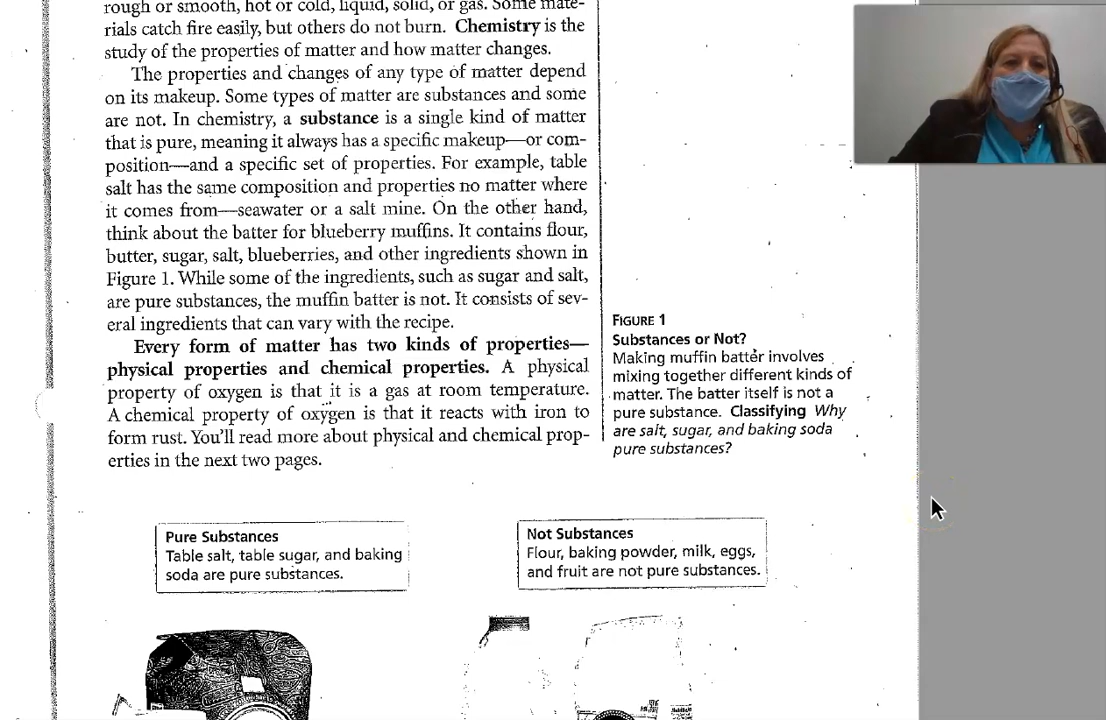 rough or smooth, hot or cold, liquid, solid, or gas. Some mate-
rials catch fire easily, but others do not burn. Chemistry is the
study of the properties of matter and how matter changes.
The properties and changes of any type of matter depend
on its makeup. Some types of matter are substances and some
are not. In chemistry, a substance is a single kind of matter
that is pure, meaning it always has a specific makeup—or com-
position—and a specific set of properties. For example, table
salt has the same composition and properties no matter where
it comes from—seawater or a salt mine. On the other hand,
think about the batter for blueberry muffins. It contains flour,
butter, sugar, salt, blueberries, and other ingredients shown in
Figure 1. While some of the ingredients, such as sugar and salt,
are pure substances, the muffin batter is not. It consists of sev-
eral ingredients that can vary with the recipe.
Every form of matter has two kinds of properties—
physical properties and chemical properties. A physical
property of oxygen is that it is a gas at room temperature.
A chemical property of oxygen is that it reacts with iron to
form rust. You'll read more about physical and chemical prop-
erties in the next two pages.
FIGURE 1
Substances or Not?
Making muffin batter involves
mixing together different kinds of
matter. The batter itself is not a
pure substance. Classifying Why
are salt, sugar, and baking soda
pure substances?
Pure Substances
Table salt, table sugar, and baking
soda are pure substances.
Not Substances
Flour, baking powder, milk, eggs,
and fruit are not pure substances.